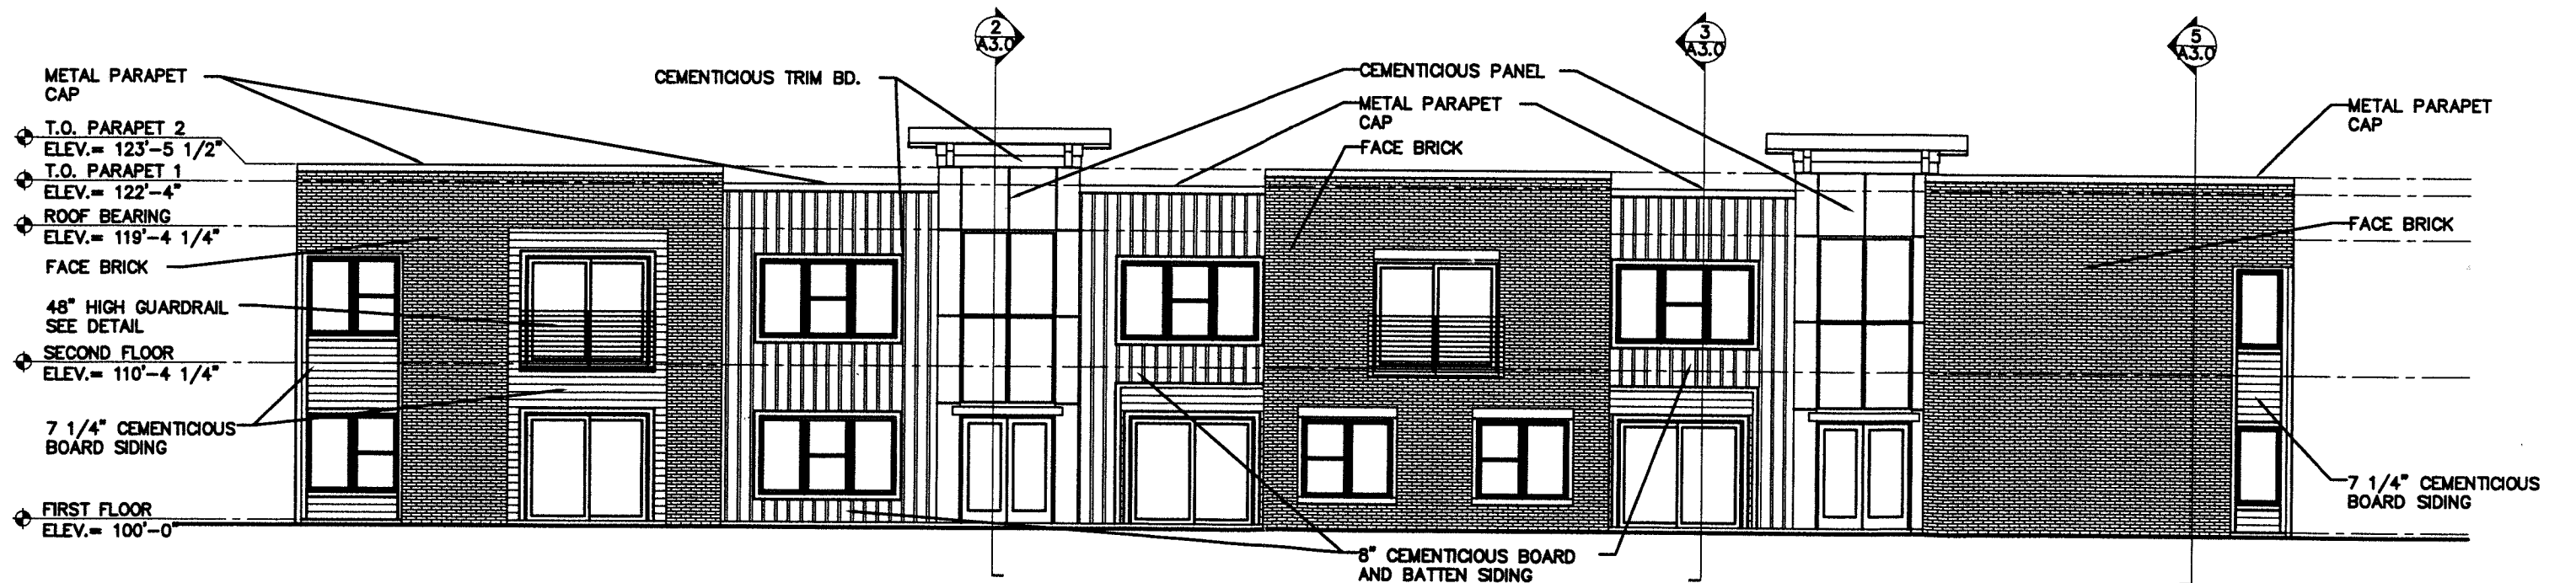 2
A3.0
3
A3.0
5
A3.0
METAL PARAPET
CAP
CEMENTICIOUS TRIM BD.
CEMENTICIOUS PANEL
METAL PARAPET
CAP
FACE BRICK
METAL PARAPET
CAP
T.O. PARAPET 2
ELEV.= 123'-5 1/2"
T.O. PARAPET 1
ELEV.= 122'-4"
ROOF BEARING
ELEV.= 119'-4 1/4"
FACE BRICK
FACE BRICK
48" HIGH GUARDRAIL
SEE DETAIL
SECOND FLOOR
ELEV.= 110'-4 1/4"
7 1/4" CEMENTICIOUS
BOARD SIDING
7 1/4" CEMENTICIOUS
BOARD SIDING
FIRST FLOOR
ELEV.= 100'-0"
8" CEMENTICIOUS BOARD
AND BATTEN SIDING